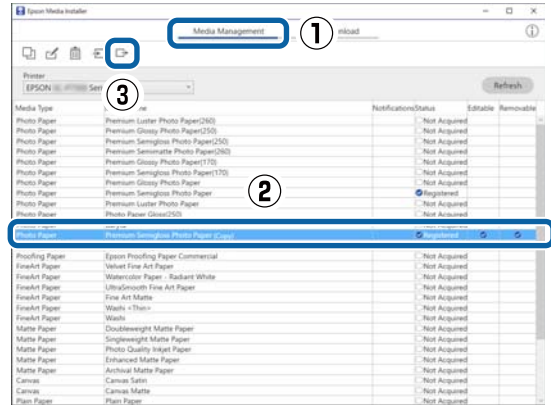 Epson Media Installer
Media Management
1
nload
3
Printer
EPSON
Seri
Refresh
Media Type Notifications Status Editable Removable
Photo Paper Premium Luster Photo Paper(260) Not Acquired
Photo Paper Premium Glossy Photo Paper(250) Not Acquired
Photo Paper Premium Semigloss Photo Paper(250) Not Acquired
Photo Paper Premium Semimatte Photo Paper(260) Not Acquired
Photo Paper Premium Glossy Photo Paper(170) Not Acquired
Photo Paper Premium Semigloss Photo Paper(170) Not Acquired
Photo Paper Premium Glossy Photo Paper Not Acquired
Photo Paper Premium Semigloss Photo Paper Registered
2
Photo Paper Premium Luster Photo Paper Not Acquired
Photo Paper Photo Paper Gloss(250) Not Acquired
Photo Paper Premium Semigloss Photo Paper (Copy) Registered
Proofing Paper Epson Proofing Paper Commercial Not Acquired
FineArt Paper Velvet Fine Art Paper Not Acquired
FineArt Paper Watercolor Paper - Radiant White Not Acquired
FineArt Paper UltraSmooth Fine Art Paper Not Acquired
FineArt Paper Fine Art Matte Not Acquired
FineArt Paper Washi <Thin> Not Acquired
FineArt Paper Washi Not Acquired
Matte Paper Doubleweight Matte Paper Not Acquired
Matte Paper Singleweight Matte Paper Not Acquired
Matte Paper Photo Quality Inkjet Paper Not Acquired
Matte Paper Enhanced Matte Paper Not Acquired
Matte Paper Archival Matte Paper Not Acquired
Canvas Canvas Satin Not Acquired
Canvas Canvas Matte Not Acquired
Plain Paper Plain Paper Not Acquired